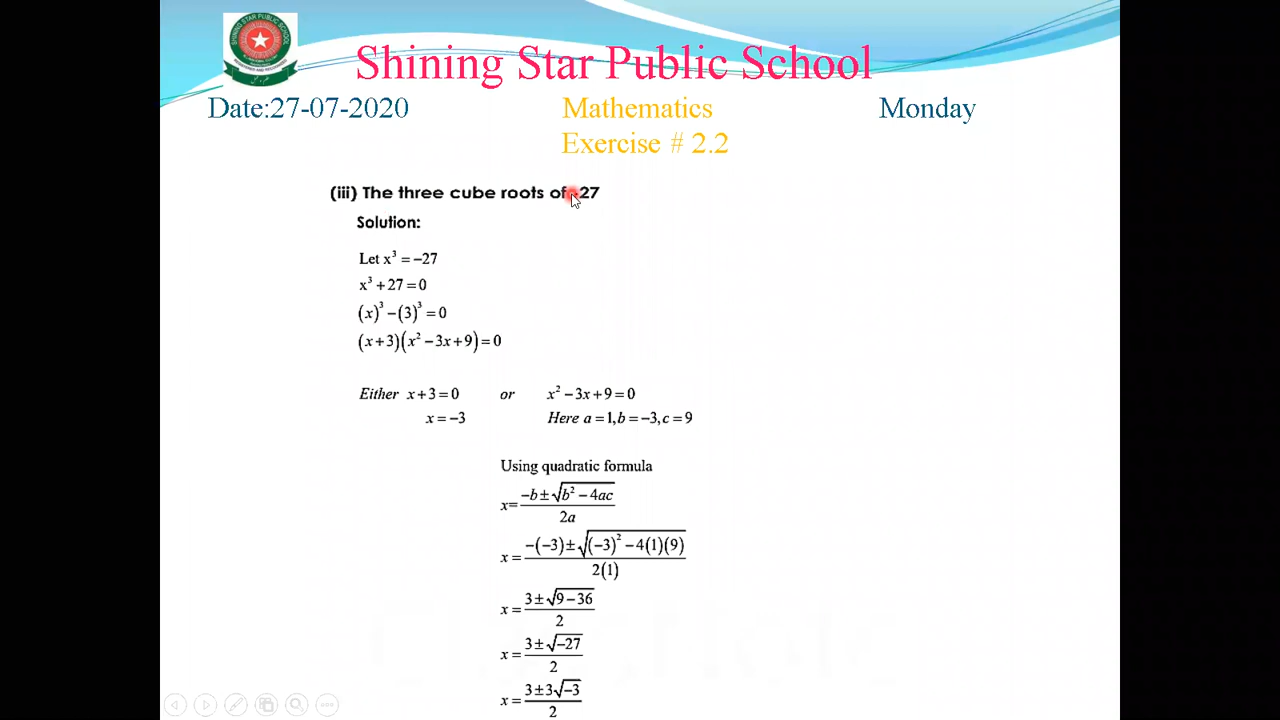 Shining Star Public School
Date:27-07-2020 Mathematics Monday
Exercise # 2.2
(iii) The three cube roots of -27
Solution:
Let x³ = −27
x³ + 27 = 0
(x)³ − (3)³ = 0
(x+3)(x² − 3x + 9) = 0
Either x + 3 = 0 or x² − 3x + 9 = 0
x = −3 Here a = 1, b = −3, c = 9
Using quadratic formula
x = (−b ± √(b² − 4ac)) / 2a
x = (−(−3) ± √((−3)² − 4(1)(9))) / 2(1)
x = (3 ± √(9 − 36)) / 2
x = (3 ± √−27) / 2
x = (3 ± 3√−3) / 2